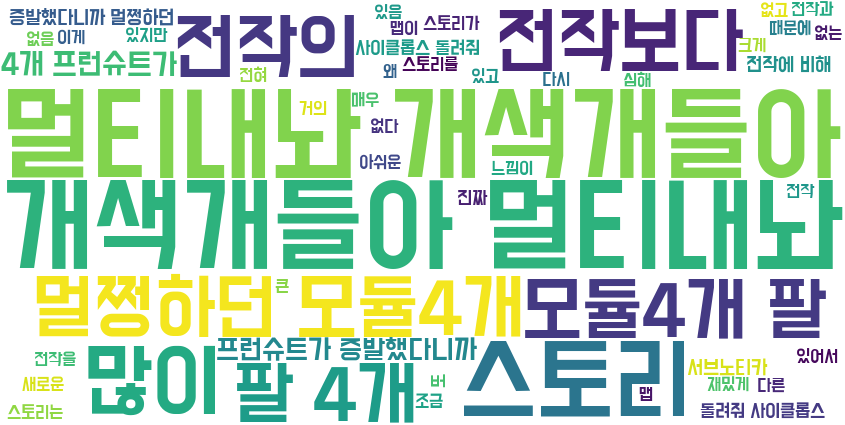 증발했다니까 멀쩡하던
있음
맵이 스토리가
없고 전작과
없음 이게
있지만
전작의
전작보다
때문에 없는
4개 프런슈트가
사이클롭스 돌려줘
크게
전혀
왜
스토리를
있고
다시
심해
전작에 비해
멀티내놔 개색개들아
거의
매우
없다
아쉬운
느낌이
개색개들아 멀티내놔
진짜
전작
멀쩡하던 모듈4개
큰
모듈4개 팔
프런슈트가 증발했다니까
전작을
많이
스토리
있어서
서브노티카
새로운
팔 4개
버
재밌게
다른
맵
조금
스토리는
돌려줘 사이클롭스